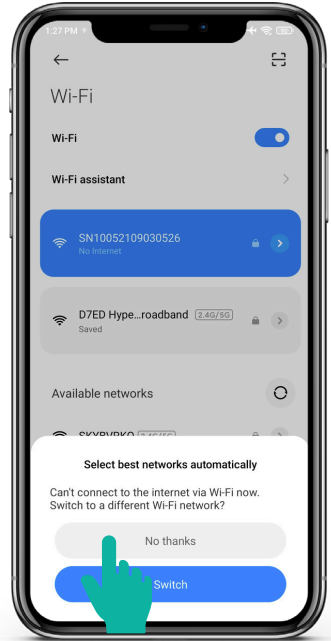 1:27 PM
Wi-Fi
Wi-Fi
Wi-Fi assistant
SN10052109030526
No Internet
D7ED Hype...roadband 2.4G/5G
Saved
Available networks
Select best networks automatically
Can't connect to the internet via Wi-Fi now.
Switch to a different Wi-Fi network?
No thanks
Switch